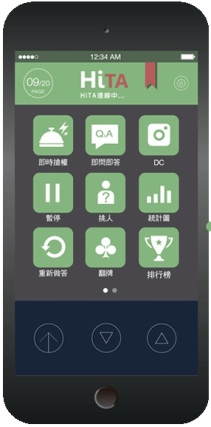 12:34 AM
09/20
PAGE
HiTA
HiTA連線中...
即時搶權
Q.A
即問即答
DC
暫停
挑人
統計圖
重新做答
翻牌
排行榜